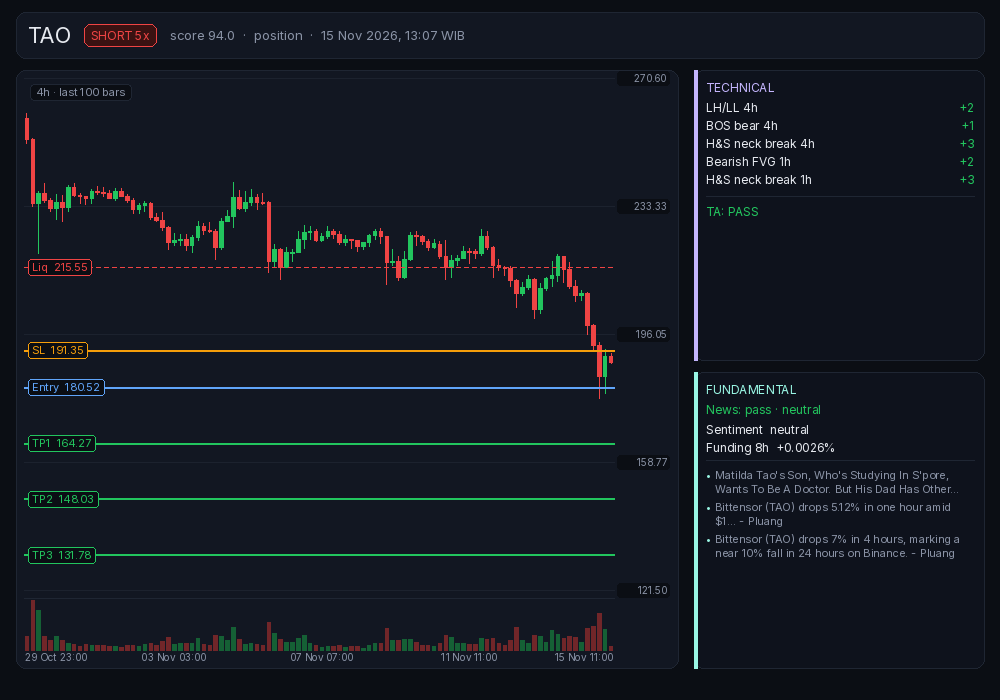 TAO SHORT 5x score 94.0 · position · 15 Nov 2026, 13:07 WIB
4h · last 100 bars
270.60
233.33
Liq 215.55
196.05
SL 191.35
Entry 180.52
TP1 164.27
158.77
TP2 148.03
TP3 131.78
121.50
29 Oct 23:00 03 Nov 03:00 07 Nov 07:00 11 Nov 11:00 15 Nov 11:00
TECHNICAL
LH/LL 4h +2
BOS bear 4h +1
H&S neck break 4h +3
Bearish FVG 1h +2
H&S neck break 1h +3
TA: PASS
FUNDAMENTAL
News: pass · neutral
Sentiment neutral
Funding 8h +0.0026%
• Matilda Tao's Son, Who's Studying In S'pore,
Wants To Be A Doctor. But His Dad Has Other...
• Bittensor (TAO) drops 5.12% in one hour amid
$1... - Pluang
• Bittensor (TAO) drops 7% in 4 hours, marking a
near 10% fall in 24 hours on Binance. - Pluang